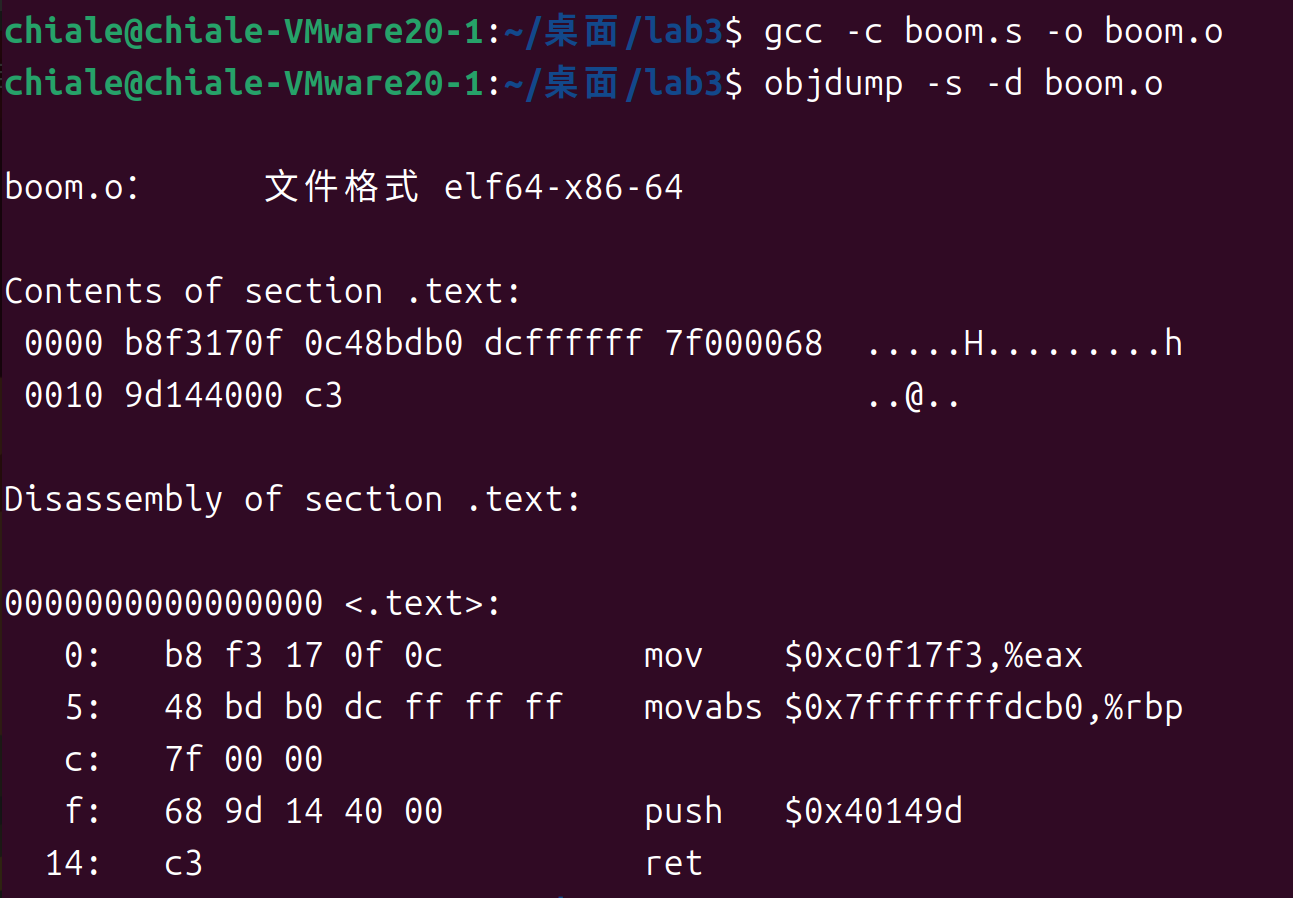 chiale@chiale-VMware20-1:~/桌面/lab3$ gcc -c boom.s -o boom.o
chiale@chiale-VMware20-1:~/桌面/lab3$ objdump -s -d boom.o
boom.o：     文件格式 elf64-x86-64
Contents of section .text:
 0000 b8f3170f 0c48bdb0 dcffffff 7f000068  .....H.........h
 0010 9d144000 c3                          ..@..
Disassembly of section .text:
0000000000000000 <.text>:
   0:   b8 f3 17 0f 0c          mov    $0xc0f17f3,%eax
   5:   48 bd b0 dc ff ff ff    movabs $0x7fffffffdcb0,%rbp
   c:   7f 00 00
   f:   68 9d 14 40 00          push   $0x40149d
  14:   c3                      ret